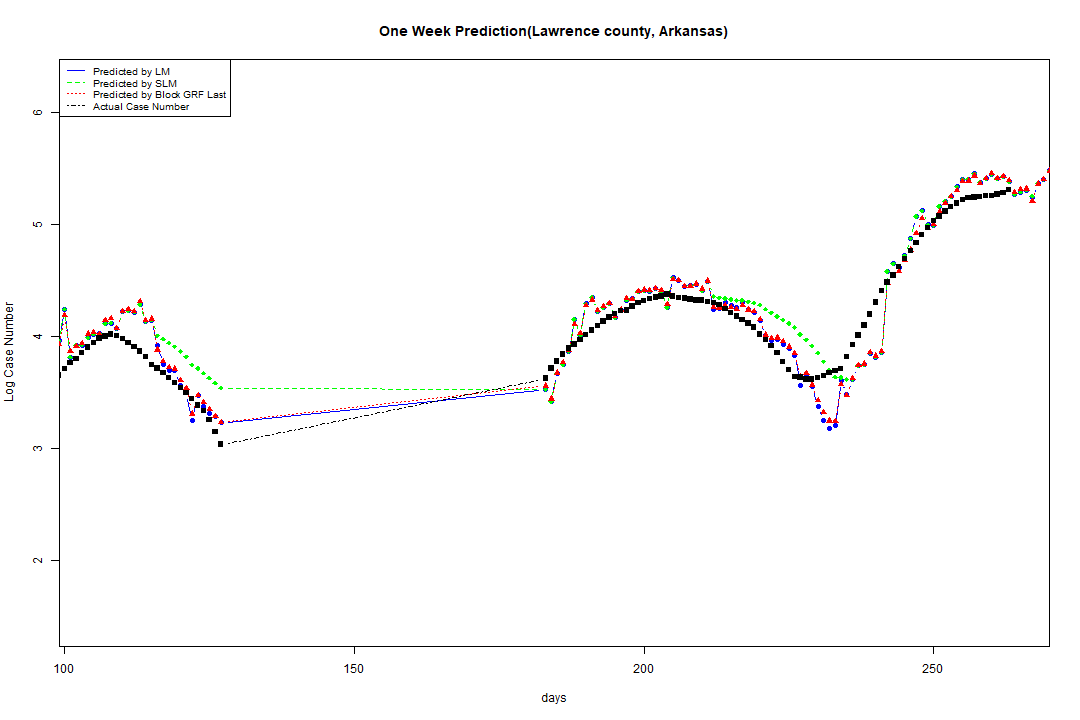 One Week Prediction(Lawrence county, Arkansas)
Predicted by LM
Predicted by SLM
Predicted by Block GRF Last
Actual Case Number
6
5
4
3
2
Log Case Number
100 150 200 250
days